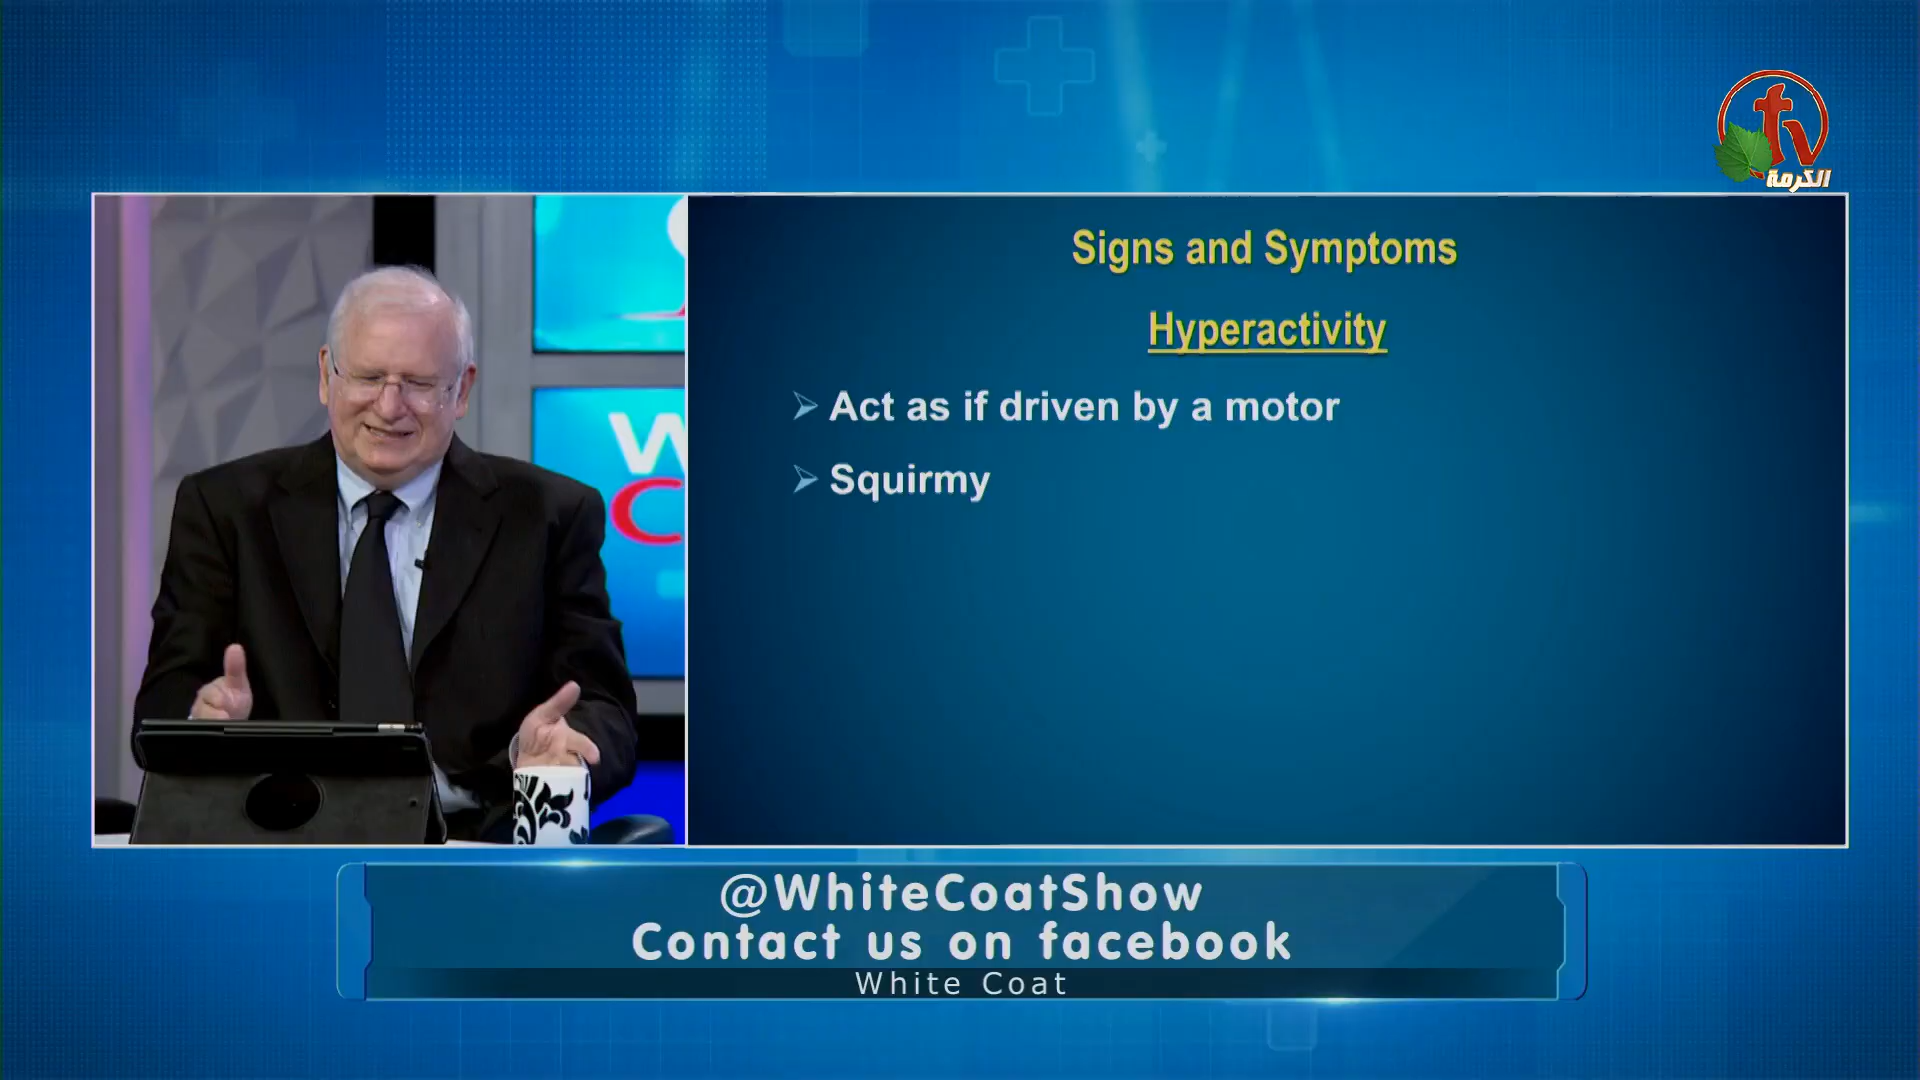 tv
الكرمة
Signs and Symptoms
Hyperactivity
Act as if driven by a motor
Squirmy
@WhiteCoatShow
Contact us on facebook
White Coat